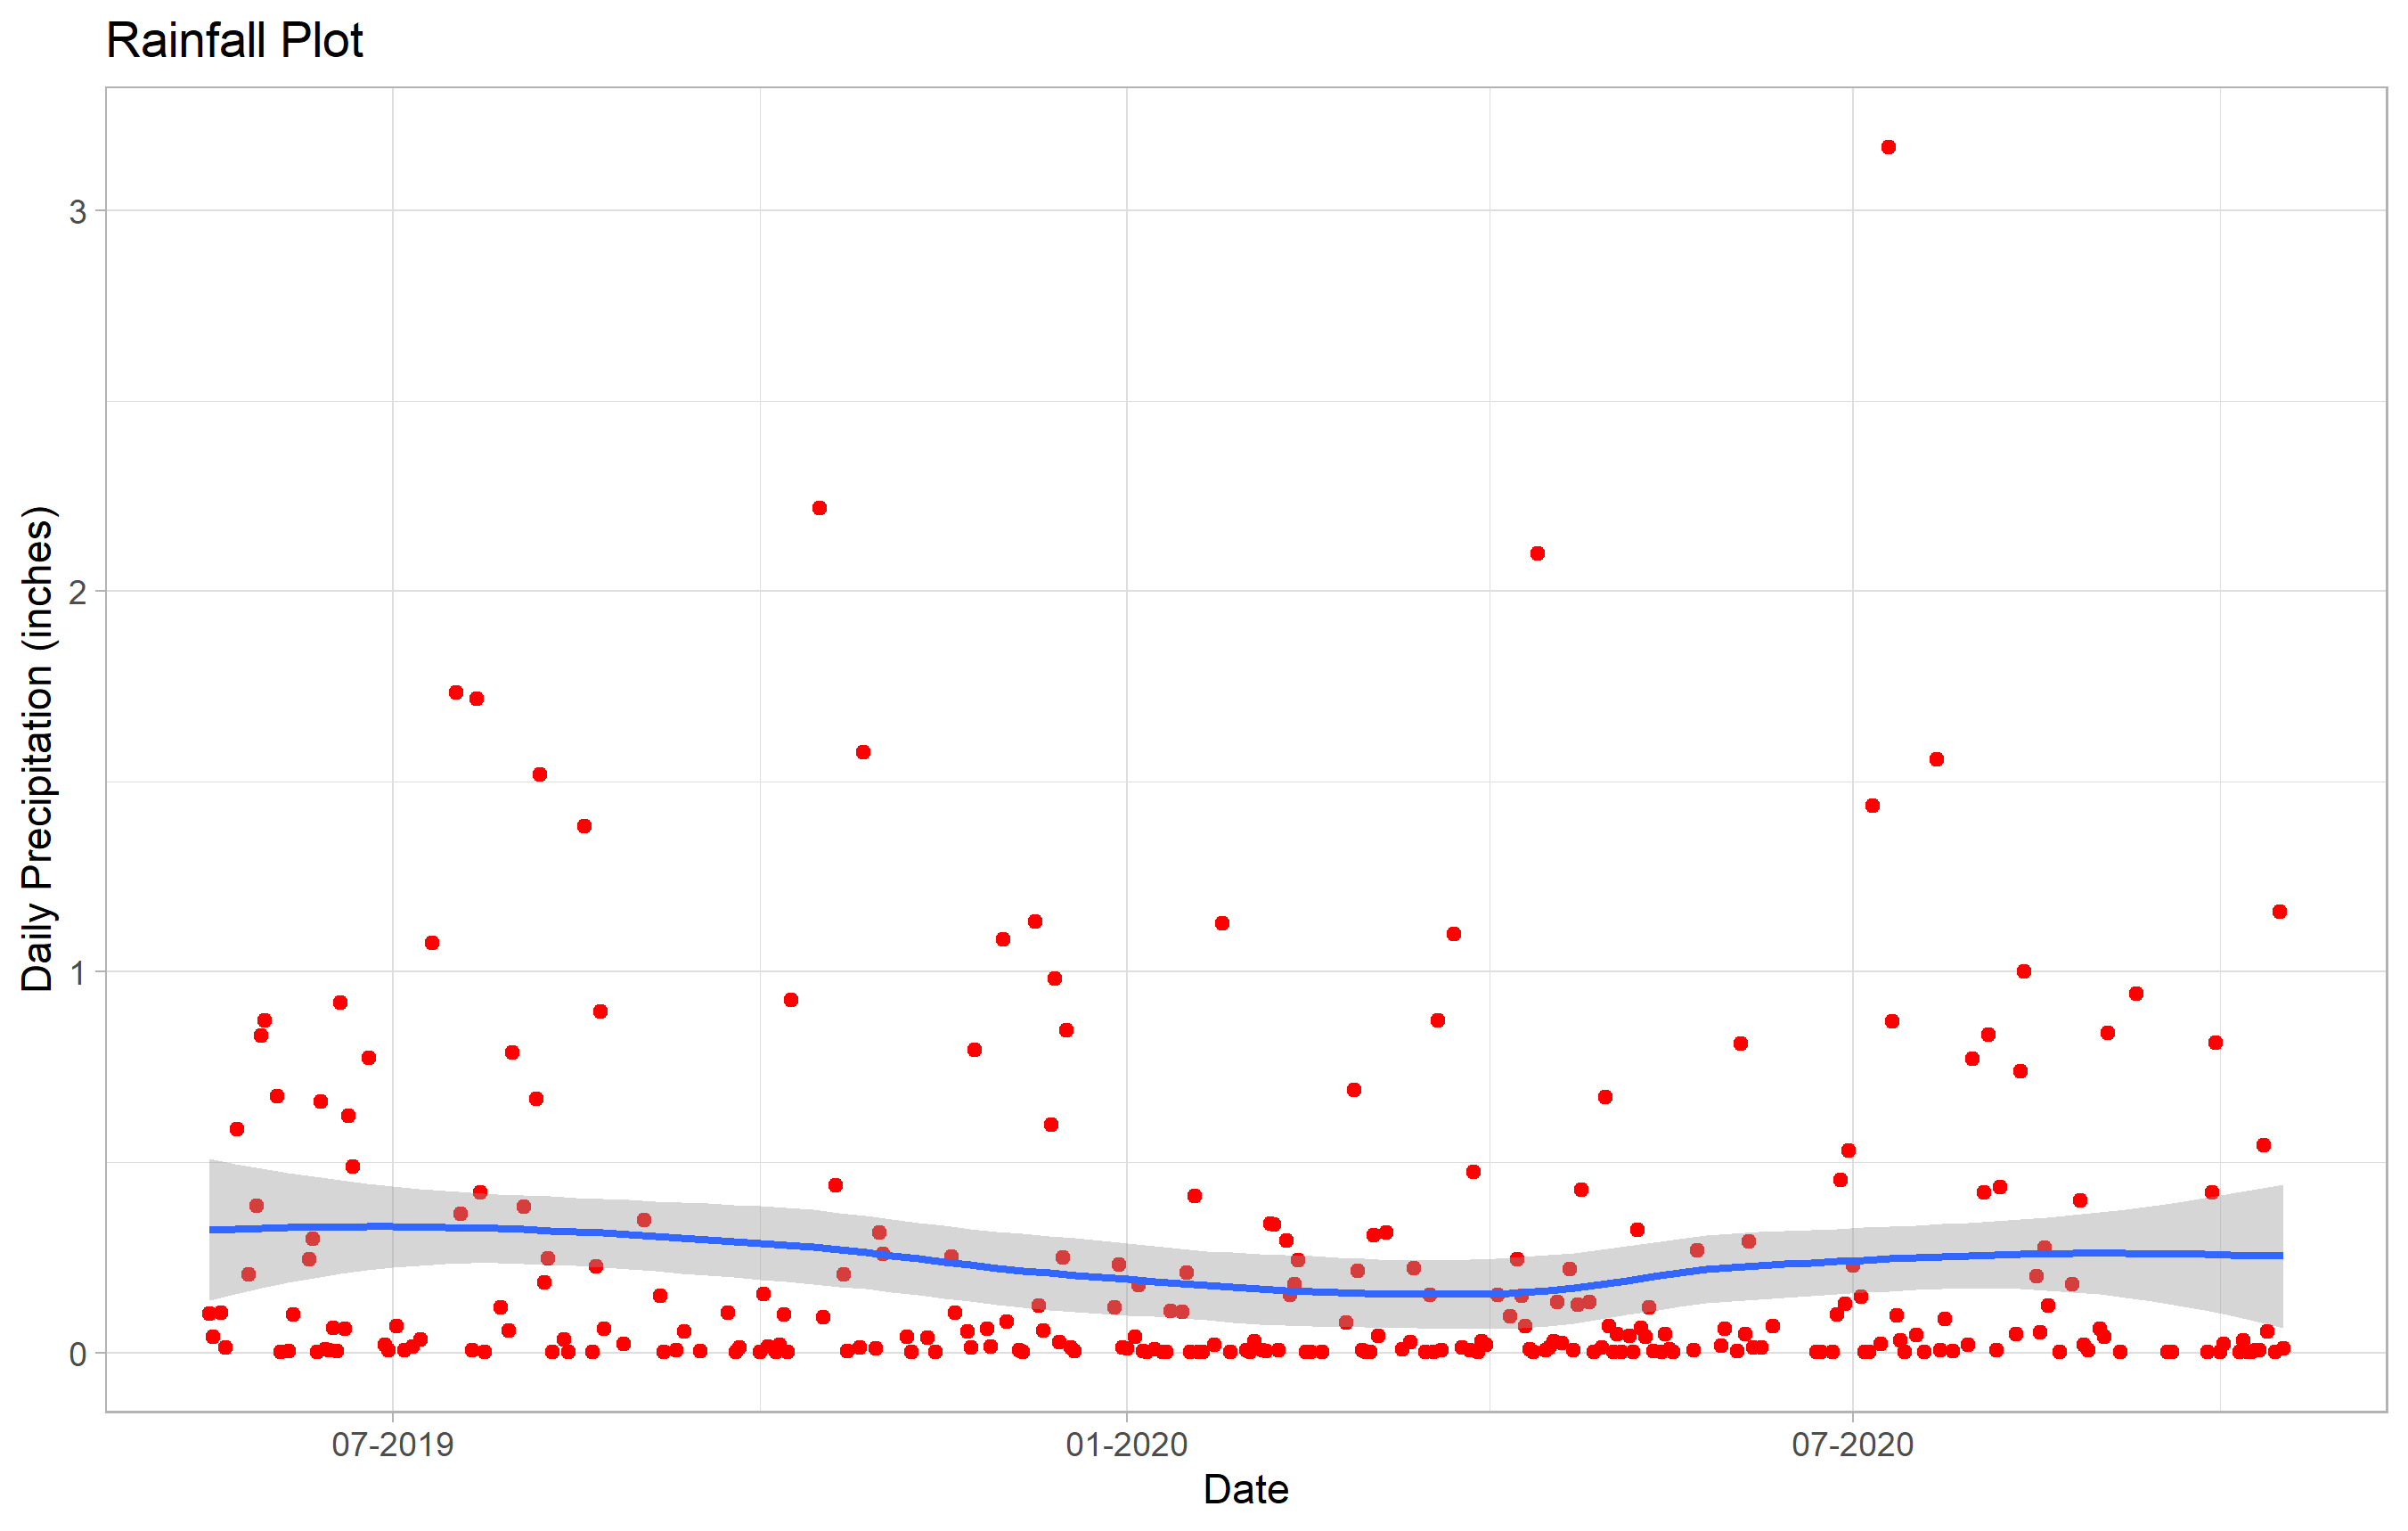 Rainfall Plot
Daily Precipitation (inches)
3
2
1
0
07-2019
01-2020
07-2020
Date